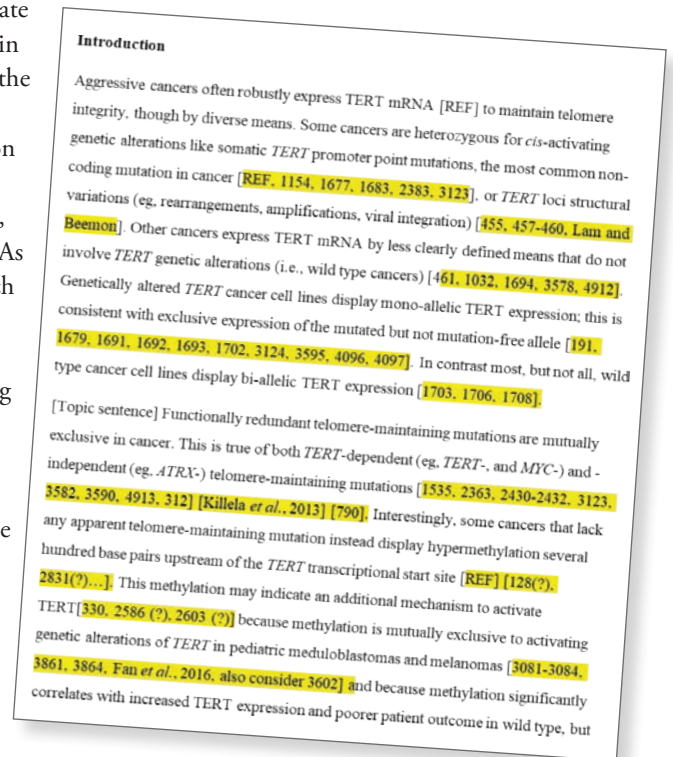 ate
in
the
on
,
As
ch
g
e
Introduction
Aggressive cancers often robustly express TERT mRNA [REF] to maintain telomere
integrity, though by diverse means. Some cancers are heterozygous for cis-activating
genetic alterations like somatic TERT promoter point mutations, the most common non-
coding mutation in cancer [REF, 1154, 1677, 1683, 2383, 3123], or TERT loci structural
variations (eg, rearrangements, amplifications, viral integration) [455, 457-460, Lam and
Beemon]. Other cancers express TERT mRNA by less clearly defined means that do not
involve TERT genetic alterations (i.e., wild type cancers) [461, 1032, 1694, 3578, 4912].
Genetically altered TERT cancer cell lines display mono-allelic TERT expression; this is
consistent with exclusive expression of the mutated but not mutation-free allele [191,
1679, 1691, 1692, 1693, 1702, 3124, 3595, 4096, 4097]. In contrast most, but not all, wild
type cancer cell lines display bi-allelic TERT expression [1703, 1706, 1708].
[Topic sentence] Functionally redundant telomere-maintaining mutations are mutually
exclusive in cancer. This is true of both TERT-dependent (eg, TERT-, and MYC-) and -
independent (eg, ATRX-) telomere-maintaining mutations [1535, 2363, 2430-2432, 3123,
3582, 3590, 4913, 312] [Killela et al., 2013] [790]. Interestingly, some cancers that lack
any apparent telomere-maintaining mutation instead display hypermethylation several
hundred base pairs upstream of the TERT transcriptional start site [REF] [128(?),
2831(?)...]. This methylation may indicate an additional mechanism to activate
TERT[330, 2586 (?), 2603 (?)] because methylation is mutually exclusive to activating
genetic alterations of TERT in pediatric meduloblastomas and melanomas [3081-3084,
3861, 3864, Fan et al., 2016, also consider 3602] and because methylation significantly
correlates with increased TERT expression and poorer patient outcome in wild type, but